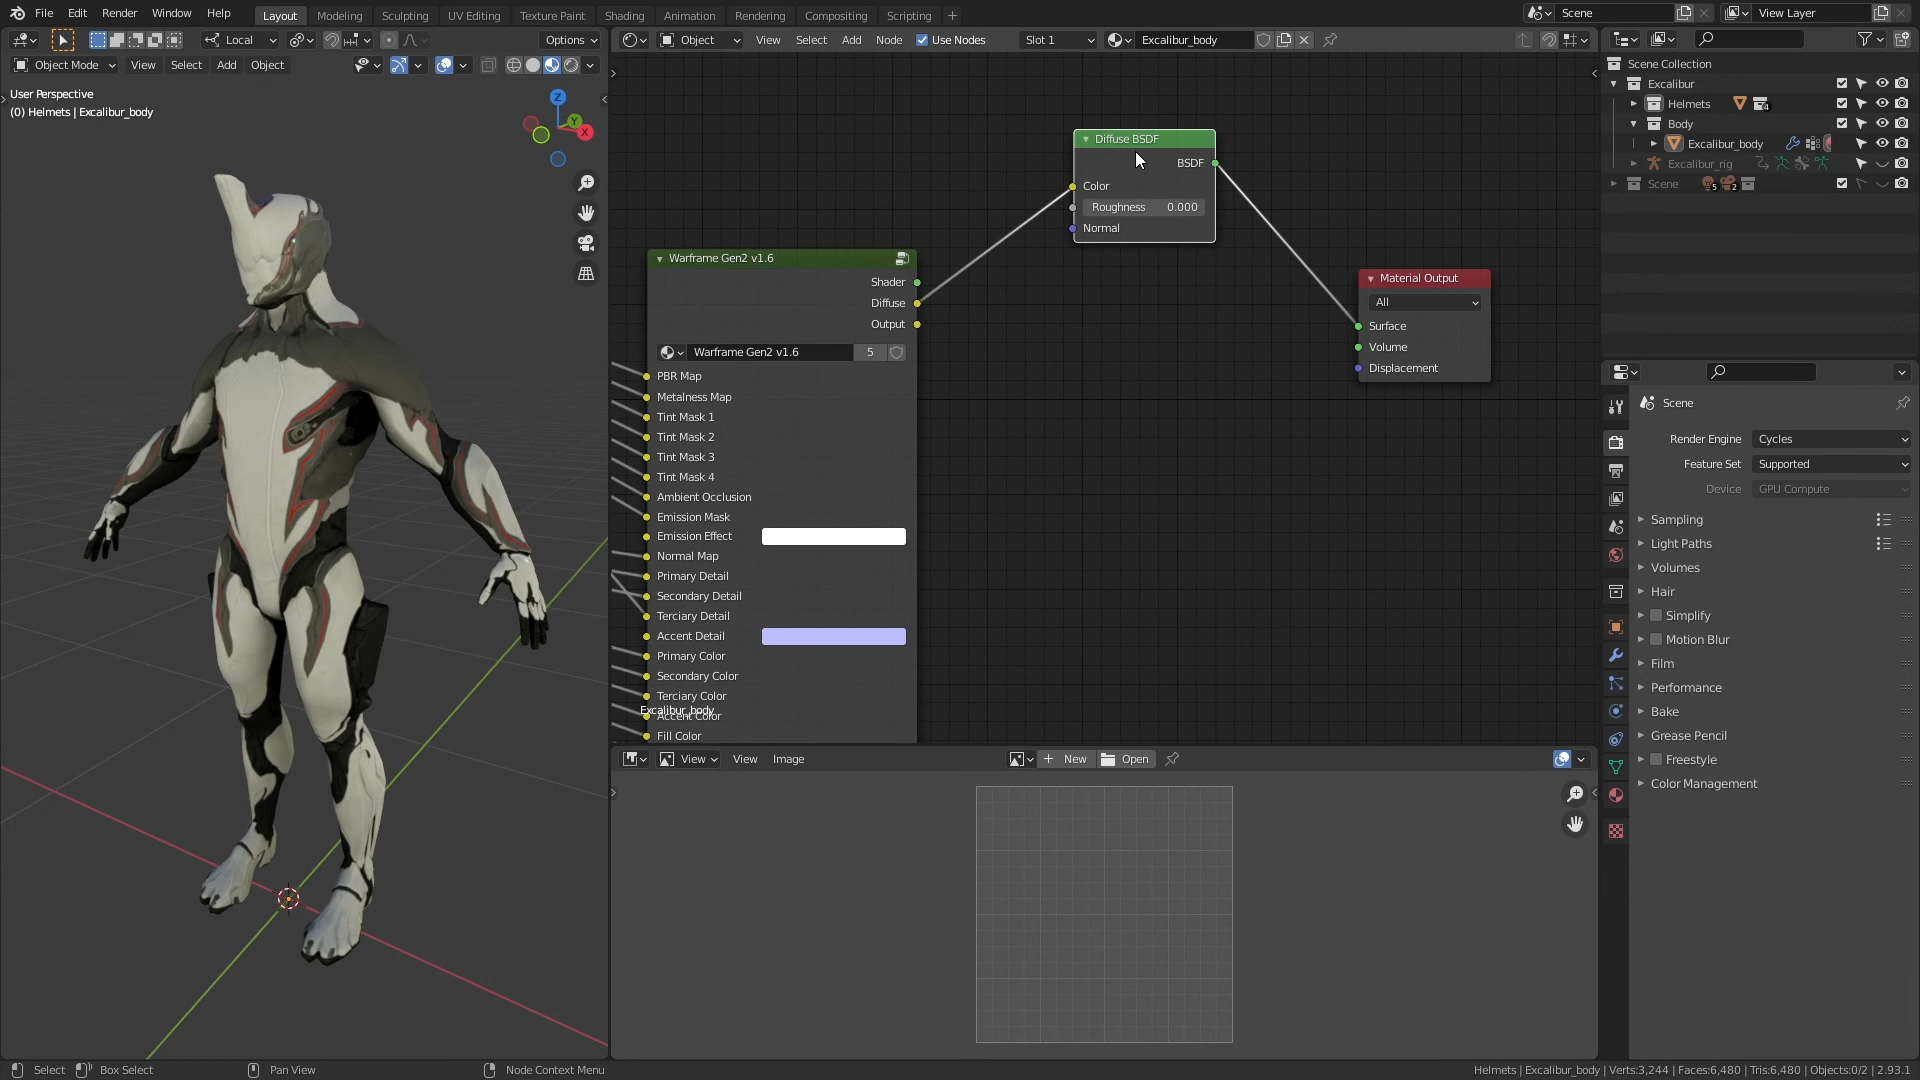 File Edit Render Window Help Layout Modeling Sculpting UV Editing Texture Paint Shading Animation Rendering Compositing Scripting + Scene View Layer
Local Options Object View Select Add Node Use Nodes Slot 1 Excalibur_body
Object Mode View Select Add Object
User Perspective
(0) Helmets | Excalibur_body
Z
Y
X
Diffuse BSDF
BSDF
Color
Roughness 0.000
Normal
Warframe Gen2 v1.6
Shader
Diffuse
Output
Warframe Gen2 v1.6 5
PBR Map
Metalness Map
Tint Mask 1
Tint Mask 2
Tint Mask 3
Tint Mask 4
Ambient Occlusion
Emission Mask
Emission Effect
Normal Map
Primary Detail
Secondary Detail
Terciary Detail
Accent Detail
Primary Color
Secondary Color
Terciary Color
Excalibur_body
Accent Color
Fill Color
Material Output
All
Surface
Volume
Displacement
View View Image New Open
Scene Collection
Excalibur
Helmets 4
Body
Excalibur_body
Excalibur_rig
Scene 5 2
Scene
Render Engine Cycles
Feature Set Supported
Device GPU Compute
Sampling
Light Paths
Volumes
Hair
Simplify
Motion Blur
Film
Performance
Bake
Grease Pencil
Freestyle
Color Management
Select Box Select Pan View Node Context Menu Helmets | Excalibur_body | Verts:3,244 | Faces:6,480 | Tris:6,480 | Objects:0/2 | 2.93.1